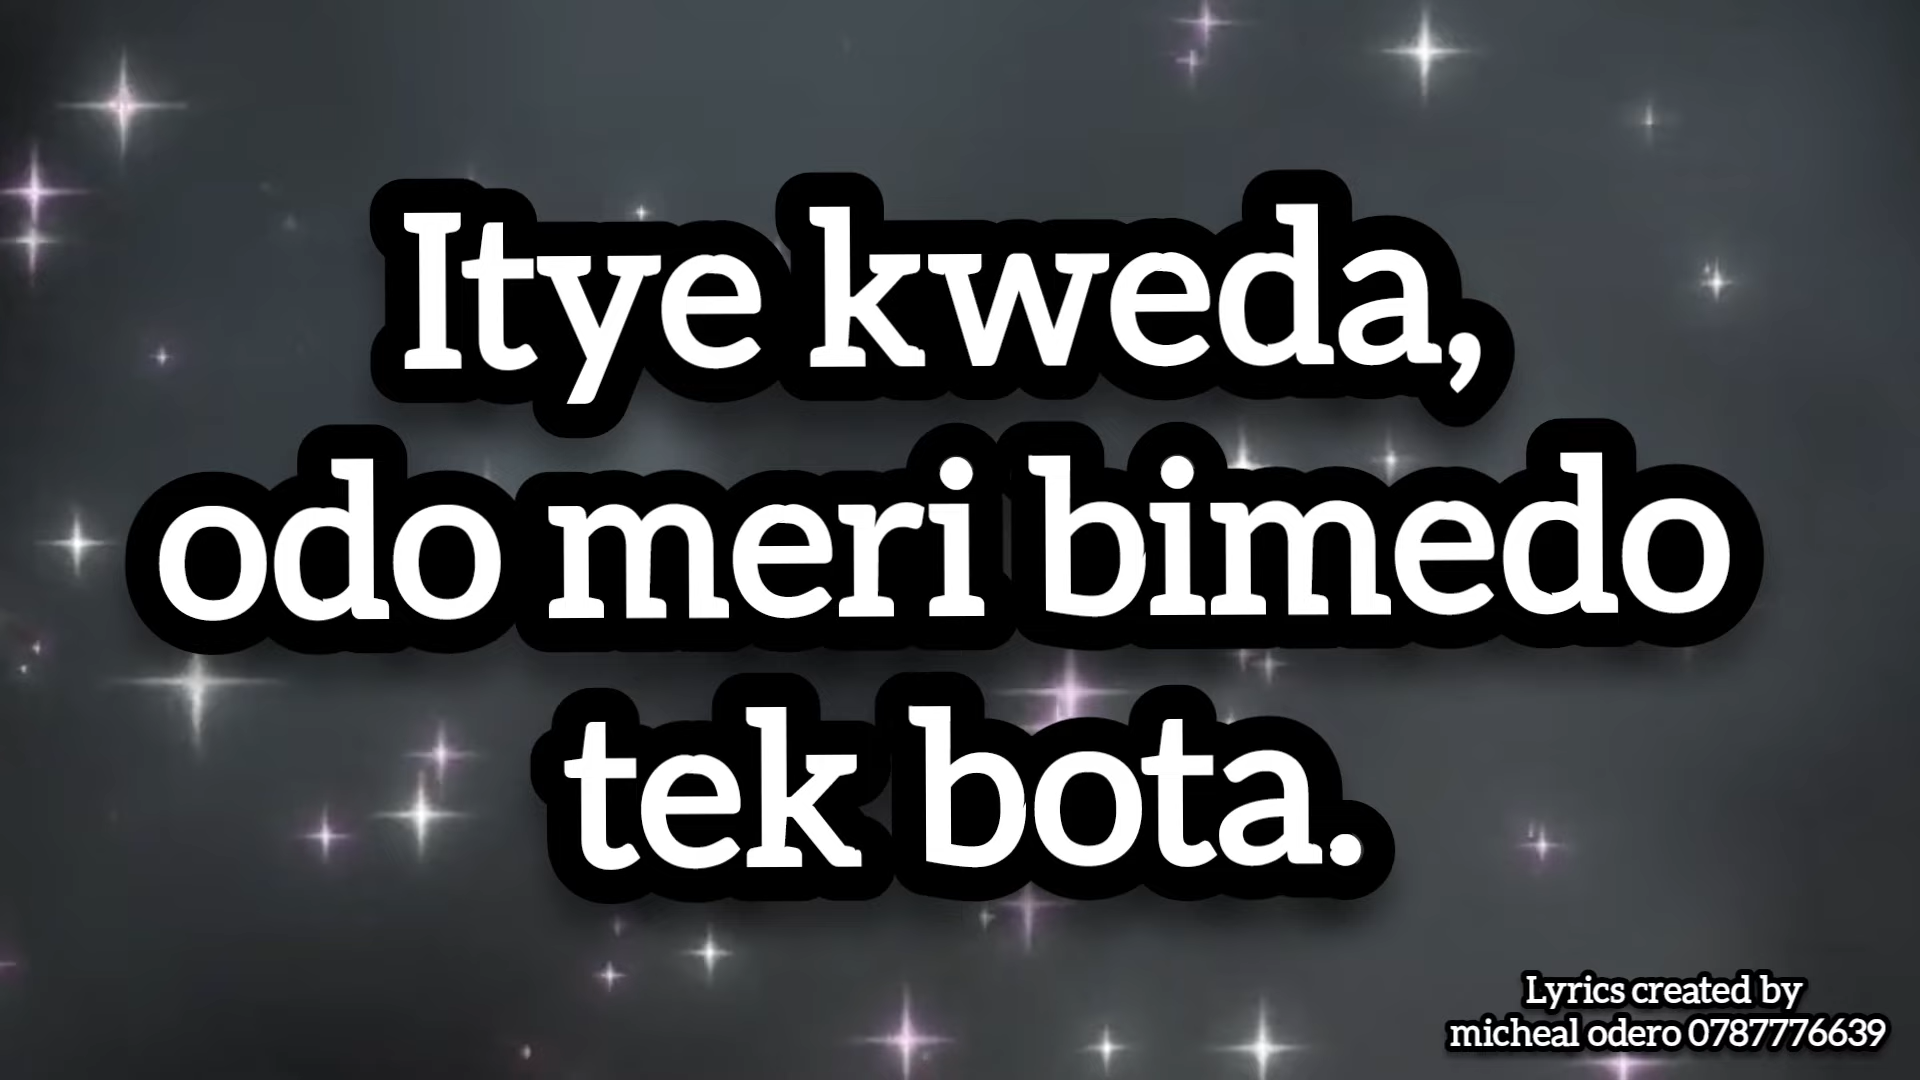 Itye kweda,
odo meri bimedo
tek bota.
Lyrics created by
micheal odero 0787776639